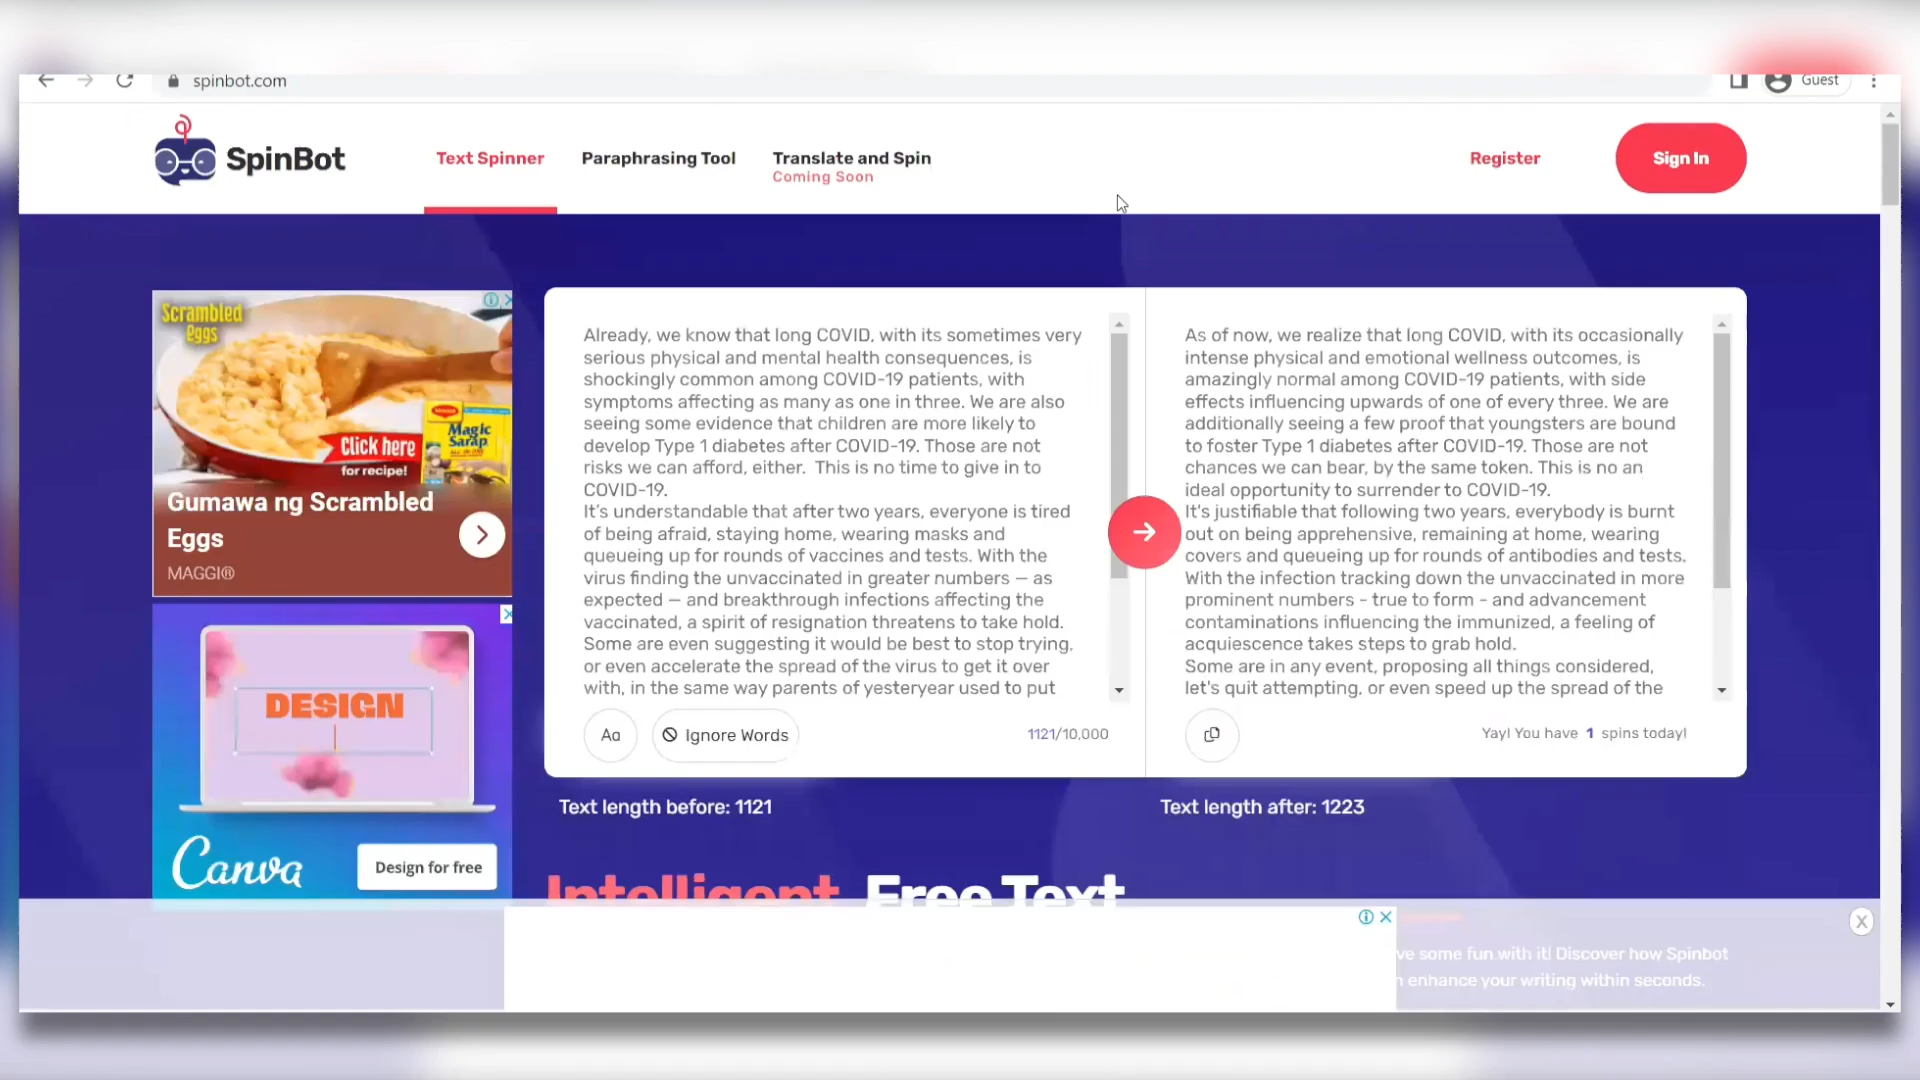 spinbot.com
Guest
SpinBot
Text Spinner
Paraphrasing Tool
Translate and Spin
Coming Soon
Register
Sign In
Scrambled
eggs
MAGGI
Magic
Sarap
Click here
for recipe!
Gumawa ng Scrambled
Eggs
MAGGI®
DESIGN
Canva
Design for free
Already, we know that long COVID, with its sometimes very
serious physical and mental health consequences, is
shockingly common among COVID-19 patients, with
symptoms affecting as many as one in three. We are also
seeing some evidence that children are more likely to
develop Type 1 diabetes after COVID-19. Those are not
risks we can afford, either.  This is no time to give in to
COVID-19.
It's understandable that after two years, everyone is tired
of being afraid, staying home, wearing masks and
queueing up for rounds of vaccines and tests. With the
virus finding the unvaccinated in greater numbers — as
expected — and breakthrough infections affecting the
vaccinated, a spirit of resignation threatens to take hold.
Some are even suggesting it would be best to stop trying,
or even accelerate the spread of the virus to get it over
with, in the same way parents of yesteryear used to put
Aa
Ignore Words
1121/10,000
As of now, we realize that long COVID, with its occasionally
intense physical and emotional wellness outcomes, is
amazingly normal among COVID-19 patients, with side
effects influencing upwards of one of every three. We are
additionally seeing a few proof that youngsters are bound
to foster Type 1 diabetes after COVID-19. Those are not
chances we can bear, by the same token. This is no an
ideal opportunity to surrender to COVID-19.
It's justifiable that following two years, everybody is burnt
out on being apprehensive, remaining at home, wearing
covers and queueing up for rounds of antibodies and tests.
With the infection tracking down the unvaccinated in more
prominent numbers - true to form - and advancement
contaminations influencing the immunized, a feeling of
acquiescence takes steps to grab hold.
Some are in any event, proposing all things considered,
let's quit attempting, or even speed up the spread of the
Yay! You have 1 spins today!
Text length before: 1121
Text length after: 1223
Intelligent Free Text
ve some fun with it! Discover how Spinbot
enhance your writing within seconds.